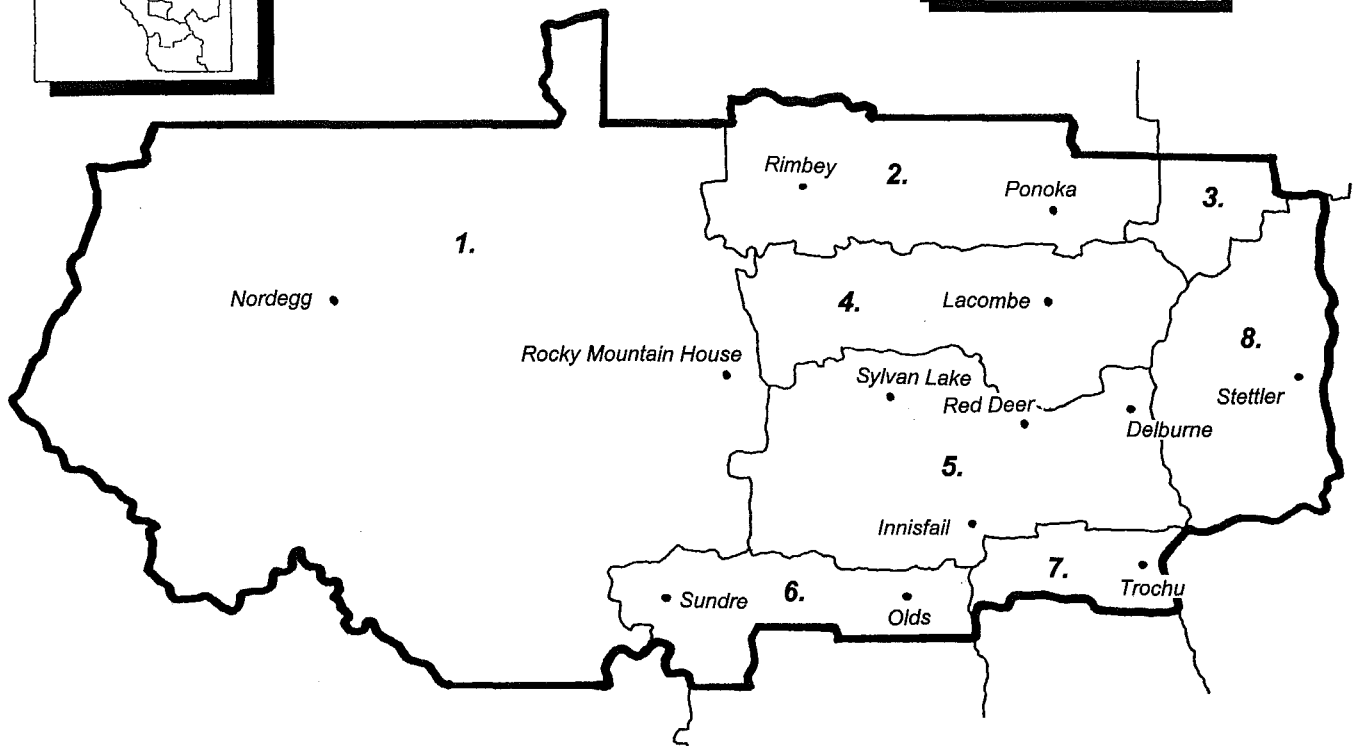 Rimbey
2.
Ponoka
3.
1.
Nordegg
4.
Lacombe
8.
Rocky Mountain House
Sylvan Lake
Stettler
Red Deer
Delburne
5.
Innisfail
7.
Trochu
Sundre
6.
Olds